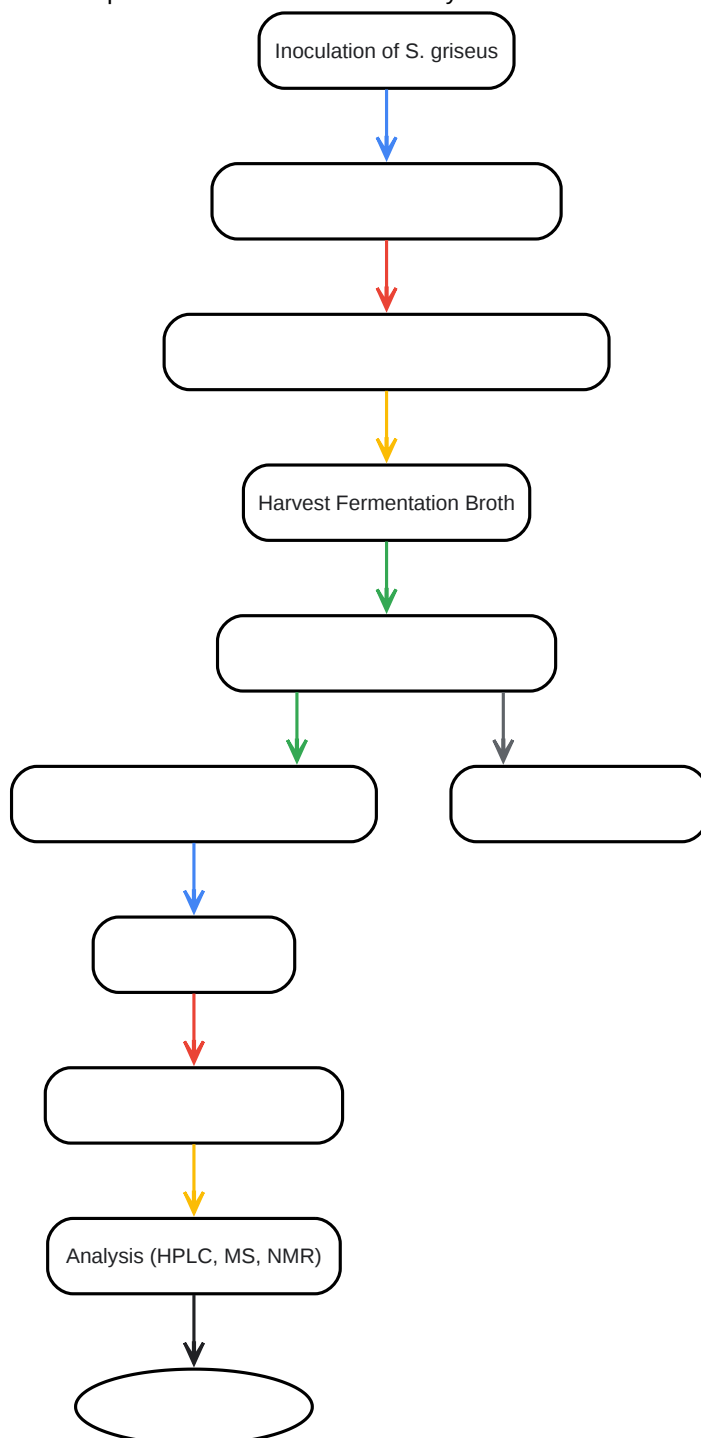 Inoculation of S. griseus
Harvest Fermentation Broth
Analysis (HPLC, MS, NMR)